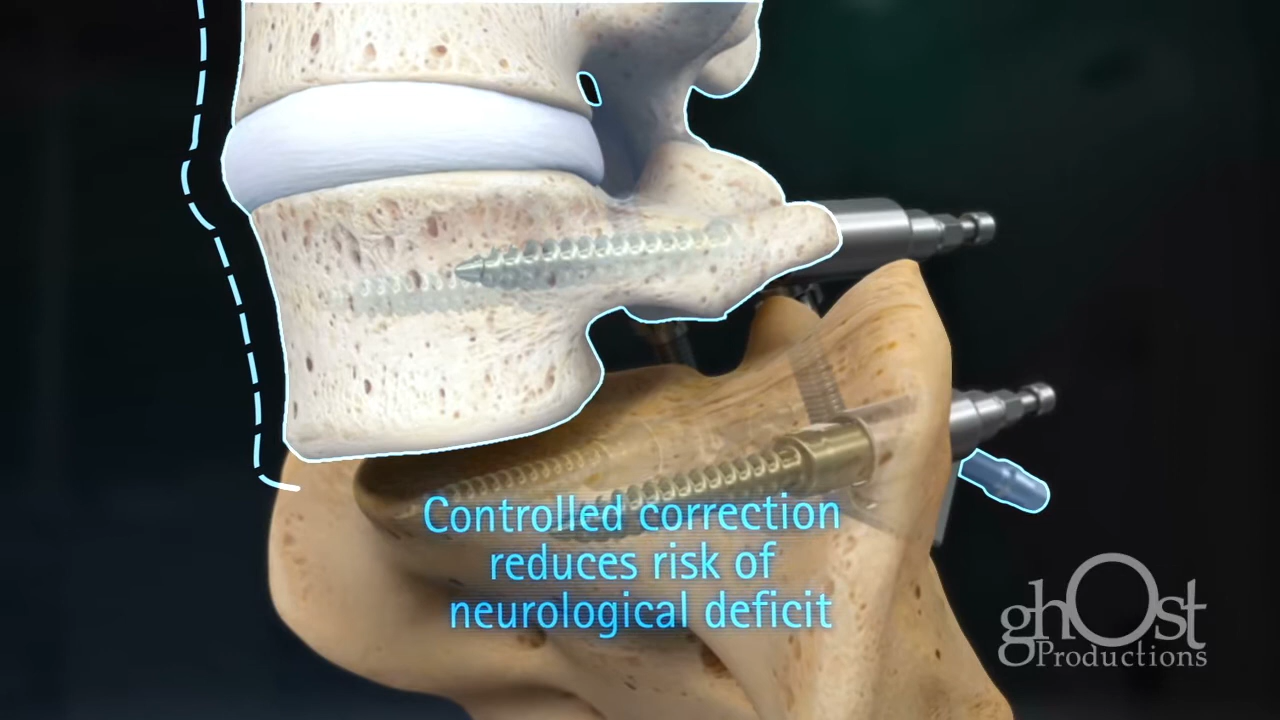 Controlled correction
reduces risk of
neurological deficit
ghOst
Productions